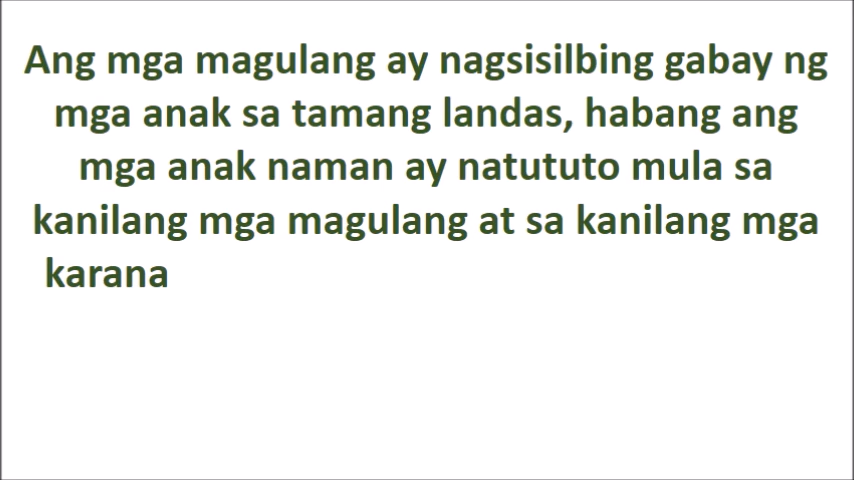 Ang mga magulang ay nagsisilbing gabay ng
mga anak sa tamang landas, habang ang
mga anak naman ay natututo mula sa
kanilang mga magulang at sa kanilang mga
karana